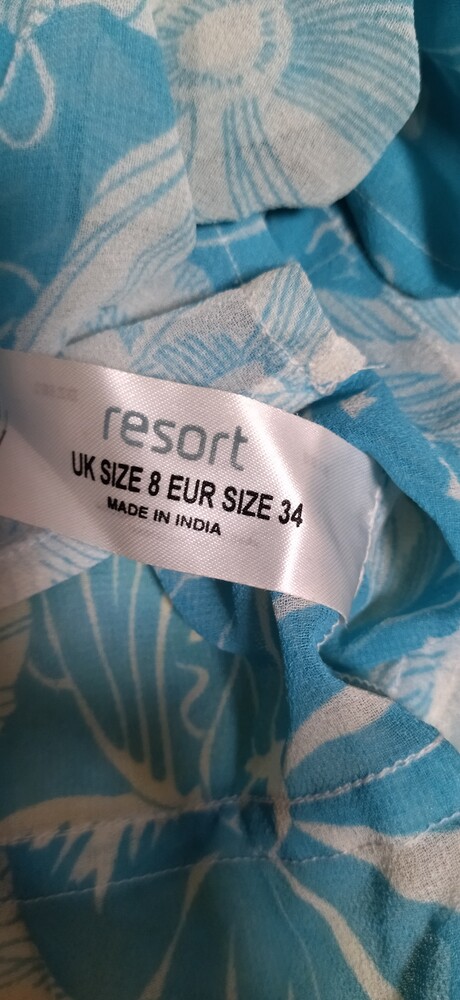 resort
UK SIZE 8 EUR SIZE 34
MADE IN INDIA